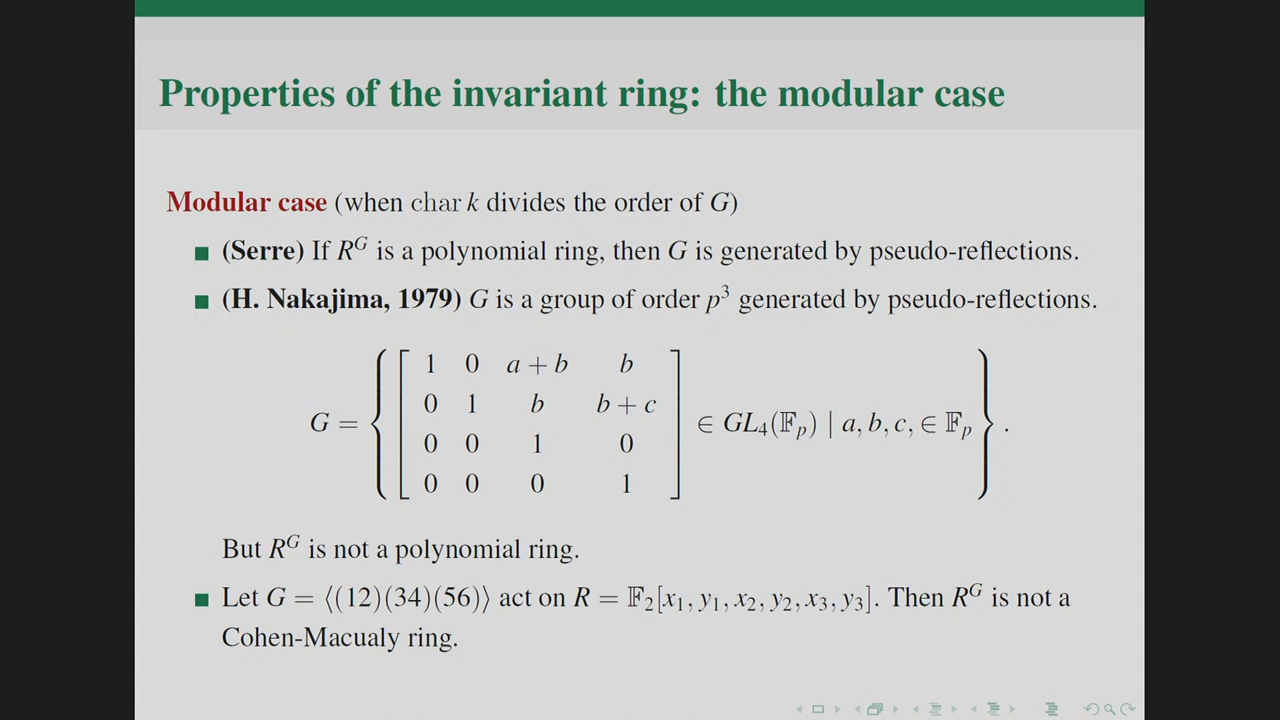 Properties of the invariant ring: the modular case
Modular case (when char k divides the order of G)
(Serre) If R^G is a polynomial ring, then G is generated by pseudo-reflections.
(H. Nakajima, 1979) G is a group of order p^3 generated by pseudo-reflections.
G = { [ 1 0 a + b b
0 1 b b + c
0 0 1 0
0 0 0 1 ] ∈ GL_4(𝔽_p) | a, b, c, ∈ 𝔽_p } .
But R^G is not a polynomial ring.
Let G = ⟨(12)(34)(56)⟩ act on R = 𝔽_2[x_1, y_1, x_2, y_2, x_3, y_3]. Then R^G is not a
Cohen-Macualy ring.